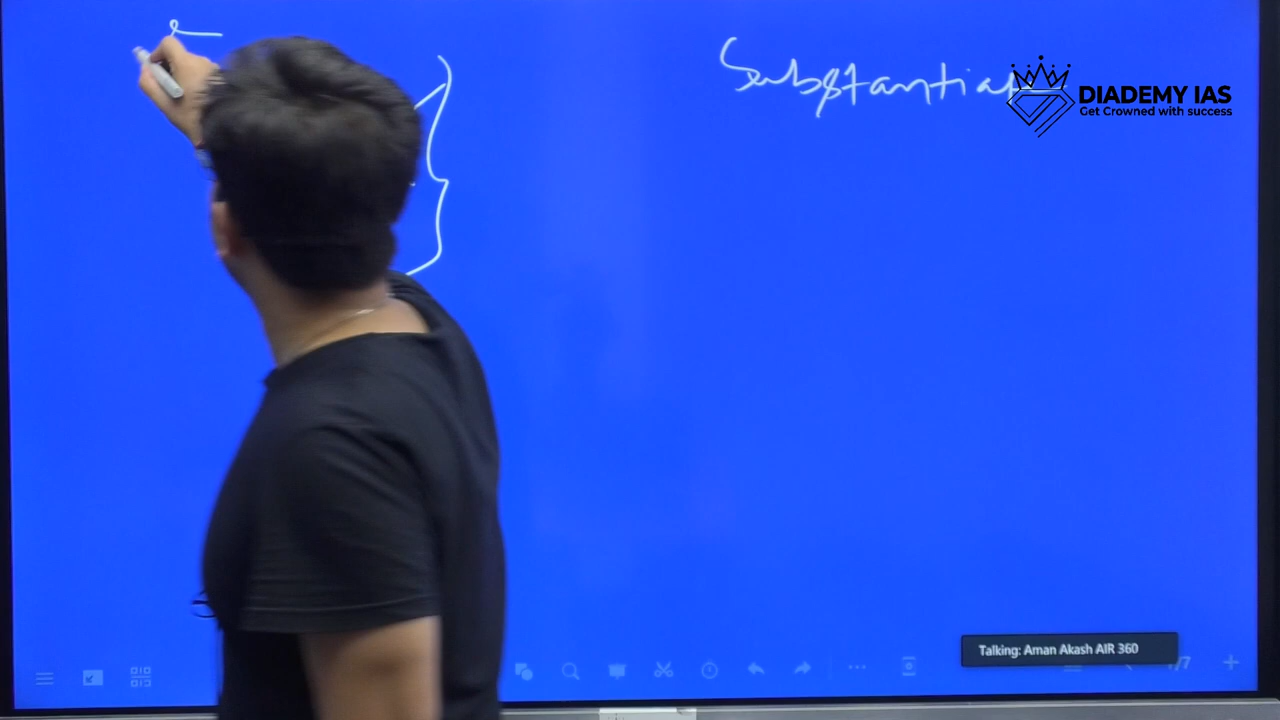 Substantial
DIADEMY IAS
Get Crowned with success
Talking: Aman Akash AIR 360